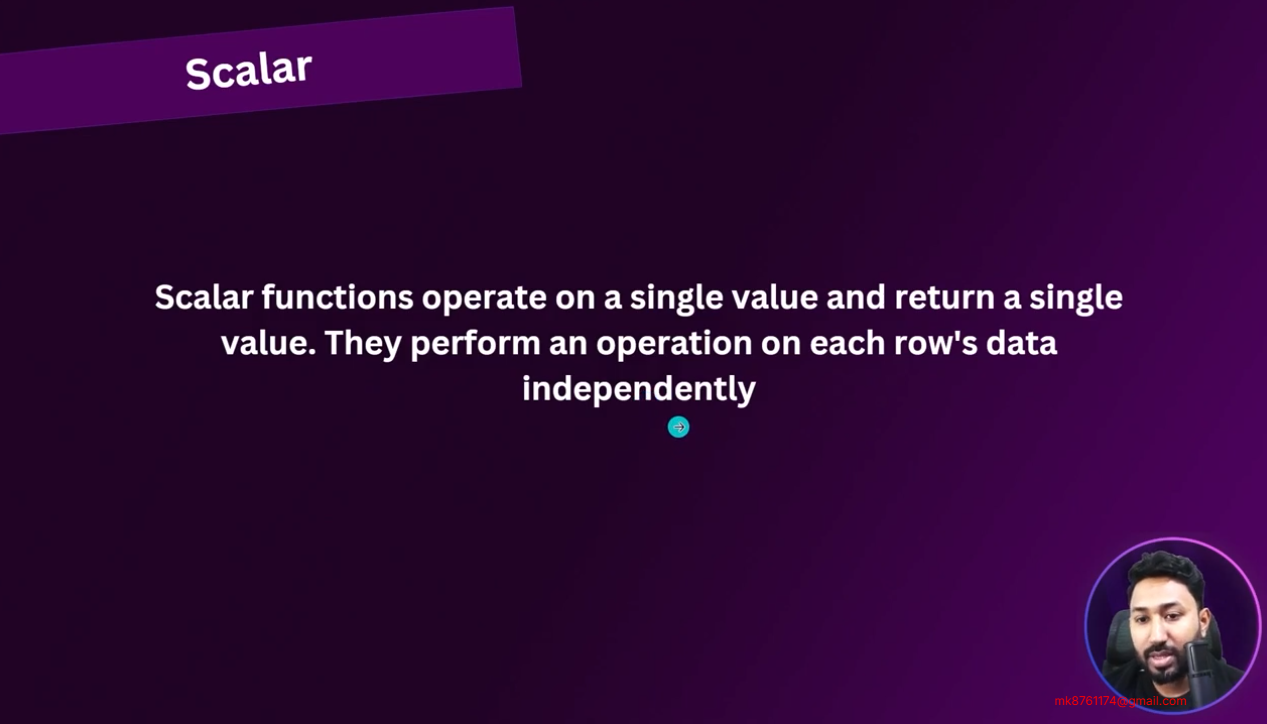 Scalar
Scalar functions operate on a single value and return a single
value. They perform an operation on each row's data
independently
mk8761174@gmail.com